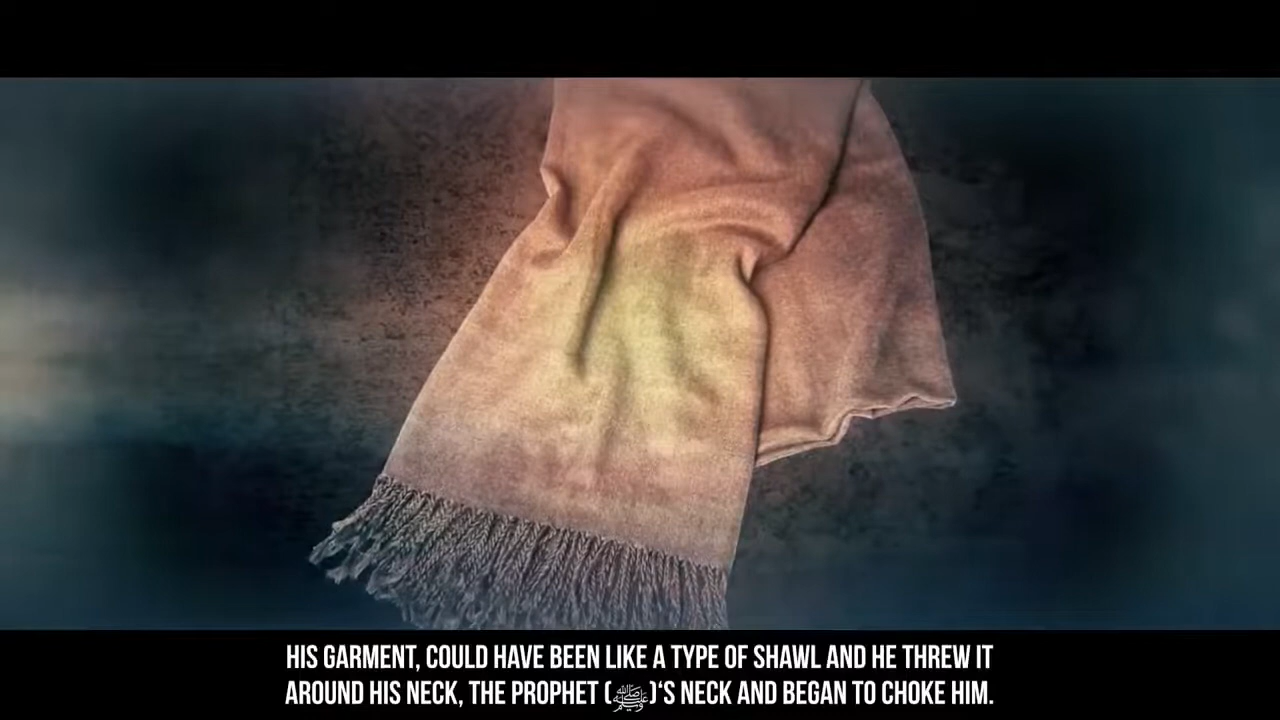 HIS GARMENT, COULD HAVE BEEN LIKE A TYPE OF SHAWL AND HE THREW IT
AROUND HIS NECK, THE PROPHET (ﷺ)‘S NECK AND BEGAN TO CHOKE HIM.